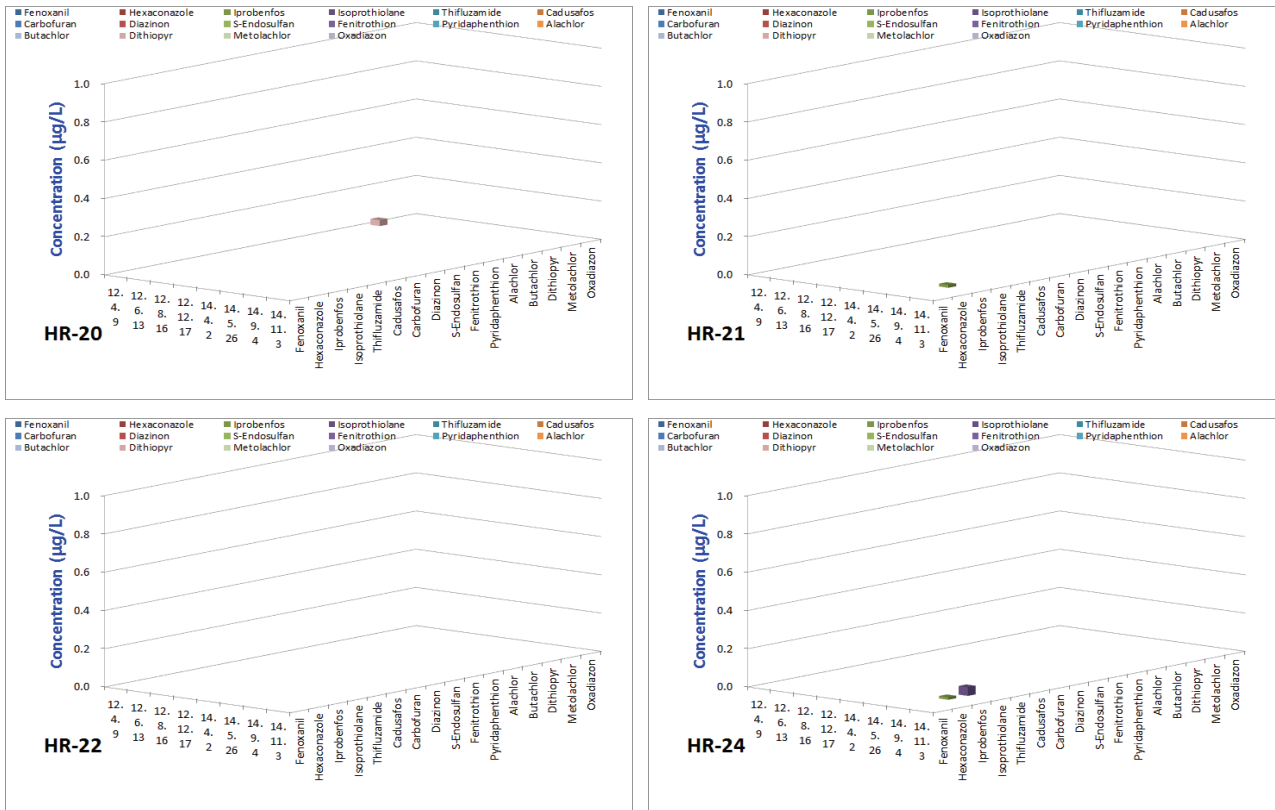 Fenoxanil Hexaconazole Iprobenfos Isoprothiolane Thifluzamide Cadusafos
Carbofuran Diazinon S-Endosulfan Fenitrothion Pyridaphenthion Alachlor
Butachlor Dithiopyr Metolachlor Oxadiazon
Concentration (µg/L)
1.0
0.8
0.6
0.4
0.2
0.0
12. 12. 12. 12. 14. 14. 14. 14.
4. 6. 8. 12. 4. 5. 9. 11.
9 13 16 17 2 26 4 3
Fenoxanil
Hexaconazole
Iprobenfos
Isoprothiolane
Thifluzamide
Cadusafos
Carbofuran
Diazinon
S-Endosulfan
Fenitrothion
Pyridaphenthion
Alachlor
Butachlor
Dithiopyr
Metolachlor
Oxadiazon
HR-20
Fenoxanil Hexaconazole Iprobenfos Isoprothiolane Thifluzamide Cadusafos
Carbofuran Diazinon S-Endosulfan Fenitrothion Pyridaphenthion Alachlor
Butachlor Dithiopyr Metolachlor Oxadiazon
Concentration (µg/L)
1.0
0.8
0.6
0.4
0.2
0.0
12. 12. 12. 12. 14. 14. 14. 14.
4. 6. 8. 12. 4. 5. 9. 11.
9 13 16 17 2 26 4 3
Fenoxanil
Hexaconazole
Iprobenfos
Isoprothiolane
Thifluzamide
Cadusafos
Carbofuran
Diazinon
S-Endosulfan
Fenitrothion
Pyridaphenthion
Alachlor
Butachlor
Dithiopyr
Metolachlor
Oxadiazon
HR-21
Fenoxanil Hexaconazole Iprobenfos Isoprothiolane Thifluzamide Cadusafos
Carbofuran Diazinon S-Endosulfan Fenitrothion Pyridaphenthion Alachlor
Butachlor Dithiopyr Metolachlor Oxadiazon
Concentration (µg/L)
1.0
0.8
0.6
0.4
0.2
0.0
12. 12. 12. 12. 14. 14. 14. 14.
4. 6. 8. 12. 4. 5. 9. 11.
9 13 16 17 2 26 4 3
Fenoxanil
Hexaconazole
Iprobenfos
Isoprothiolane
Thifluzamide
Cadusafos
Carbofuran
Diazinon
S-Endosulfan
Fenitrothion
Pyridaphenthion
Alachlor
Butachlor
Dithiopyr
Metolachlor
Oxadiazon
HR-22
Fenoxanil Hexaconazole Iprobenfos Isoprothiolane Thifluzamide Cadusafos
Carbofuran Diazinon S-Endosulfan Fenitrothion Pyridaphenthion Alachlor
Butachlor Dithiopyr Metolachlor Oxadiazon
Concentration (µg/L)
1.0
0.8
0.6
0.4
0.2
0.0
12. 12. 12. 12. 14. 14. 14. 14.
4. 6. 8. 12. 4. 5. 9. 11.
9 13 16 17 2 26 4 3
Fenoxanil
Hexaconazole
Iprobenfos
Isoprothiolane
Thifluzamide
Cadusafos
Carbofuran
Diazinon
S-Endosulfan
Fenitrothion
Pyridaphenthion
Alachlor
Butachlor
Dithiopyr
Metolachlor
Oxadiazon
HR-24